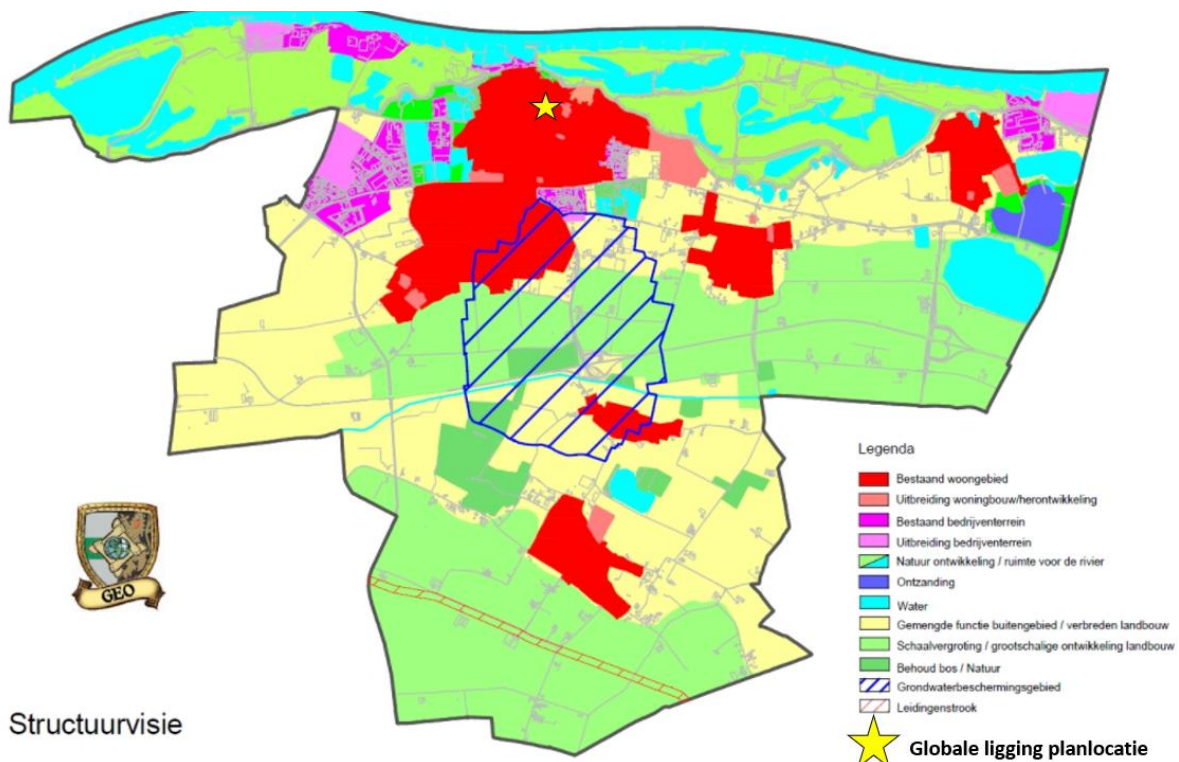 Legenda
Bestaand woongebied
Uitbreiding woningbouw/herontwikkeling
Bestaand bedrijventerrein
Uitbreiding bedrijventerrein
Natuur ontwikkeling / ruimte voor de rivier
Ontzanding
Water
Gemengde functie buitengebied / verbreden landbouw
Schaalvergroting / grootschalige ontwikkeling landbouw
Behoud bos / Natuur
Grondwaterbeschermingsgebied
Leidingenstrook
Globale ligging planlocatie
GEO
Structuurvisie